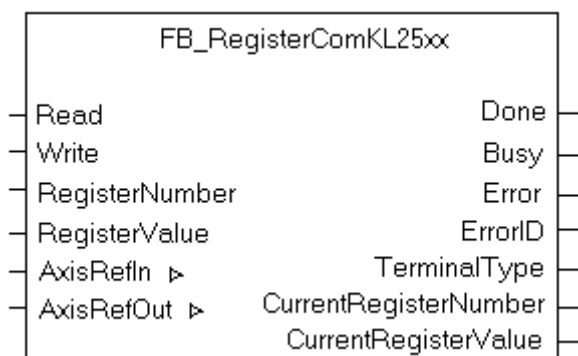 FB_RegisterComKL25xx
Read Done
Write Busy
RegisterNumber Error
RegisterValue ErrorID
AxisRefIn TerminalType
AxisRefOut CurrentRegisterNumber
CurrentRegisterValue